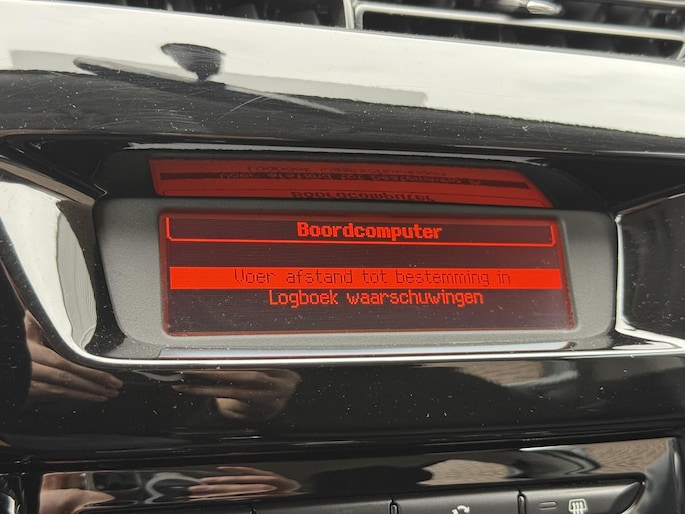 Boordcomputer
Voer afstand tot bestemming in
Logboek waarschuwingen